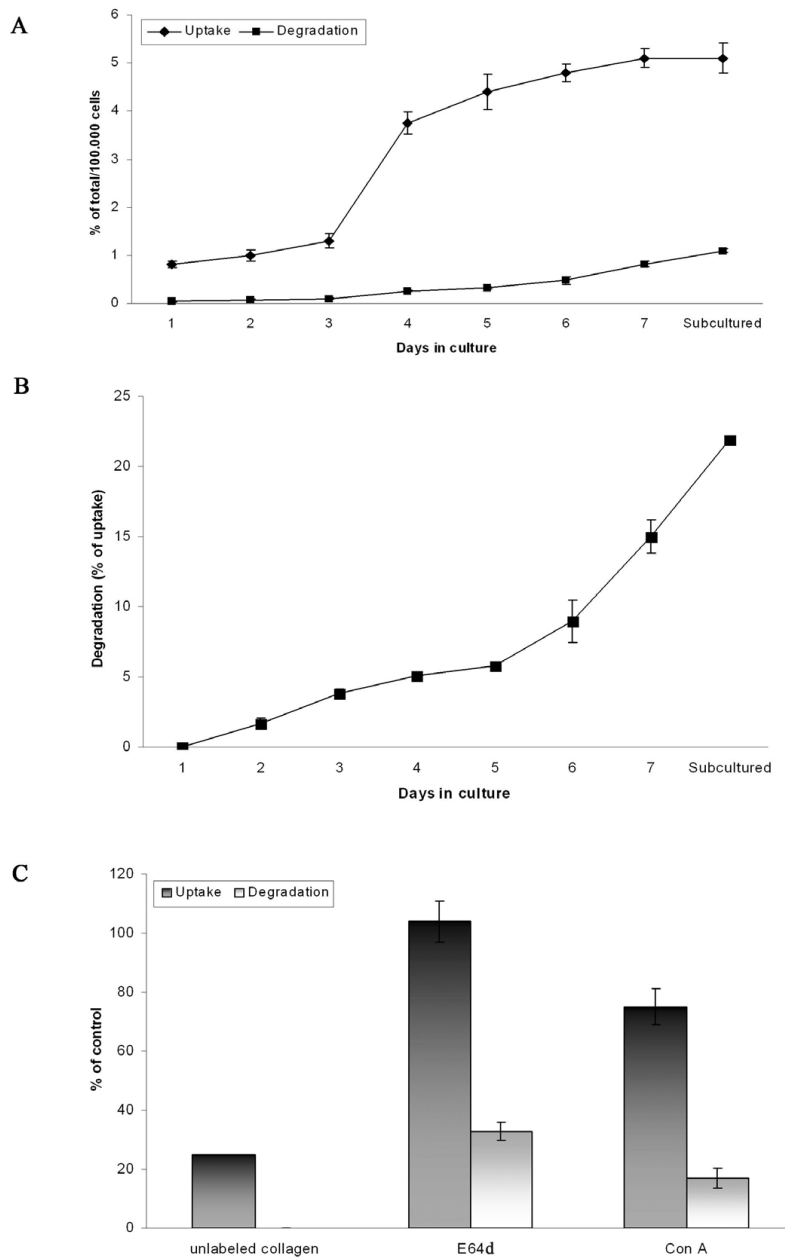 A
Uptake Degradation
% of total/100.000 cells
6
5
4
3
2
1
0
1 2 3 4 5 6 7 Subcultured
Days in culture
B
Degradation (% of uptake)
25
20
15
10
5
0
1 2 3 4 5 6 7 Subcultured
Days in culture
C
Uptake Degradation
% of control
120
100
80
60
40
20
0
unlabeled collagen E64d Con A